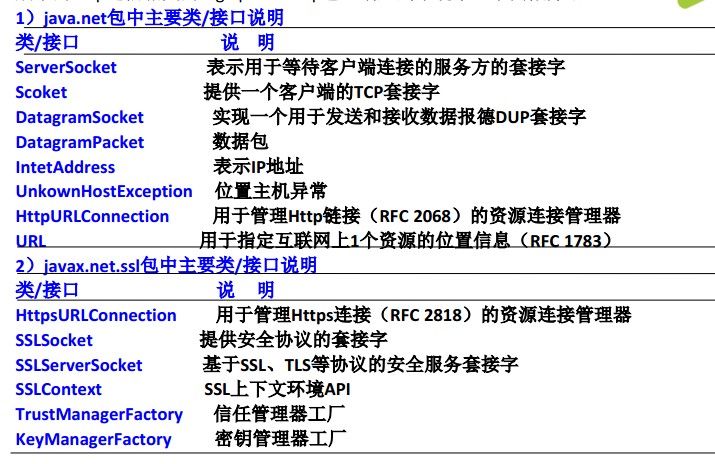 1）java.net包中主要类/接口说明
类/接口 说 明
ServerSocket 表示用于等待客户端连接的服务方的套接字
Scoket 提供一个客户端的TCP套接字
DatagramSocket 实现一个用于发送和接收数据报德DUP套接字
DatagramPacket 数据包
IntetAddress 表示IP地址
UnkownHostException 位置主机异常
HttpURLConnection 用于管理Http链接（RFC 2068）的资源连接管理器
URL 用于指定互联网上1个资源的位置信息（RFC 1783）
2）javax.net.ssl包中主要类/接口说明
类/接口 说 明
HttpsURLConnection 用于管理Https连接（RFC 2818）的资源连接管理器
SSLSocket 提供安全协议的套接字
SSLServerSocket 基于SSL、TLS等协议的安全服务套接字
SSLContext SSL上下文环境API
TrustManagerFactory 信任管理器工厂
KeyManagerFactory 密钥管理器工厂